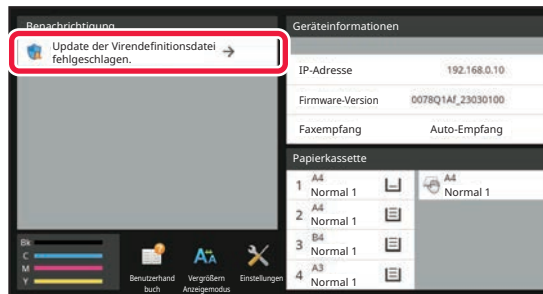 Benachrichtigung
Update der Virendefinitionsdatei
fehlgeschlagen.
Geräteinformationen
IP-Adresse 192.168.0.10
Firmware-Version 0078Q1Af_23030100
Faxempfang Auto-Empfang
Papierkassette
1 A4
Normal 1
A4
Normal 1
2 A4
Normal 1
3 B4
Normal 1
4 A3
Normal 1
Bk
C
M
Y
Benutzerhand
buch
Vergrößern
Anzeigemodus
Einstellungen